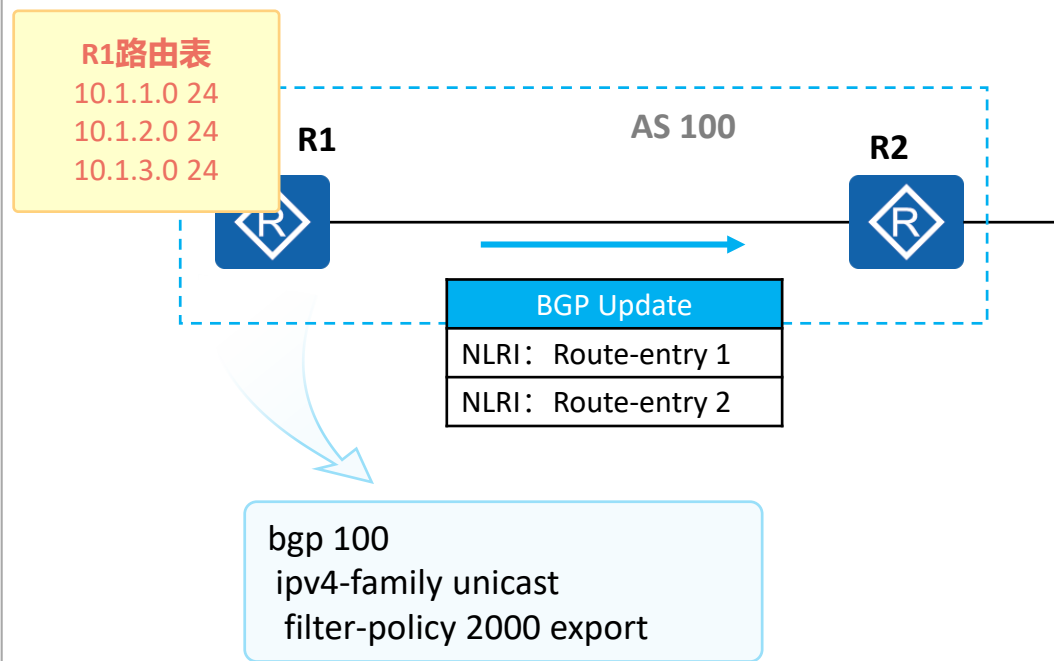 R1路由表
10.1.1.0 24
10.1.2.0 24
10.1.3.0 24
R1
AS 100
R2
R
R
BGP Update
NLRI： Route-entry 1
NLRI： Route-entry 2
bgp 100
ipv4-family unicast
filter-policy 2000 export